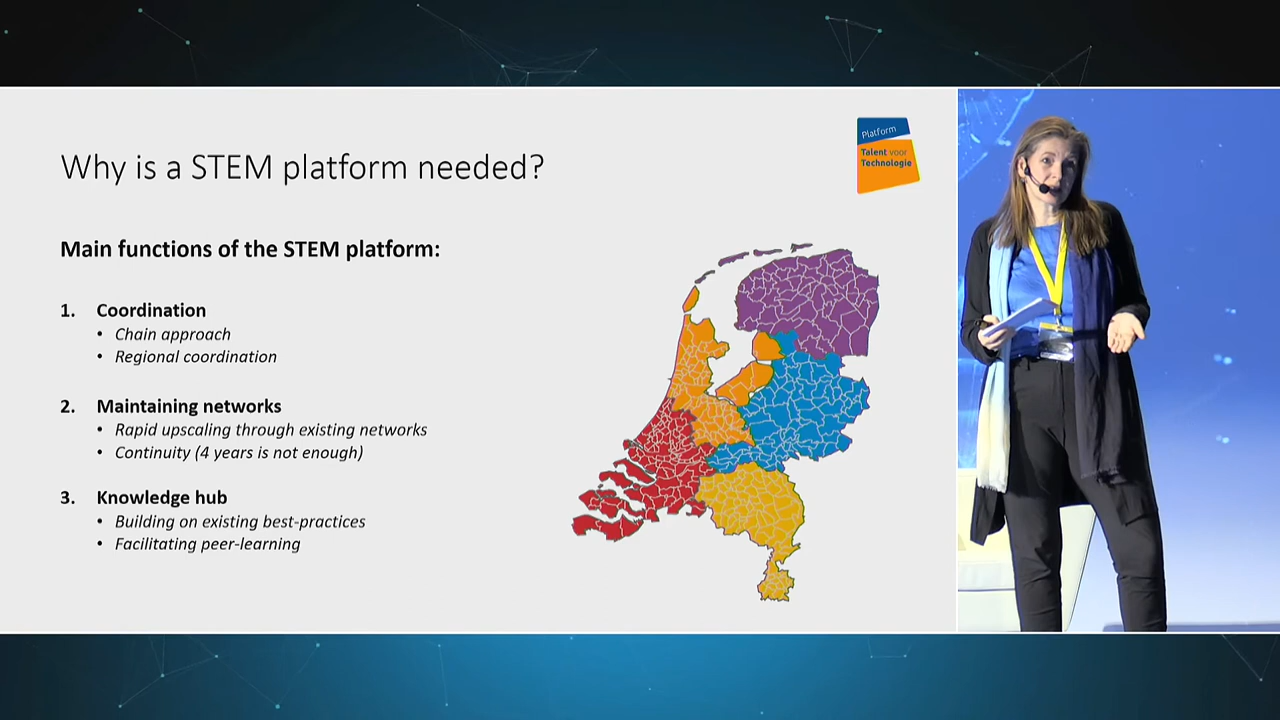 Why is a STEM platform needed?
Platform
Talent voor
Technologie
Main functions of the STEM platform:
1. Coordination
• Chain approach
• Regional coordination
2. Maintaining networks
• Rapid upscaling through existing networks
• Continuity (4 years is not enough)
3. Knowledge hub
• Building on existing best-practices
• Facilitating peer-learning